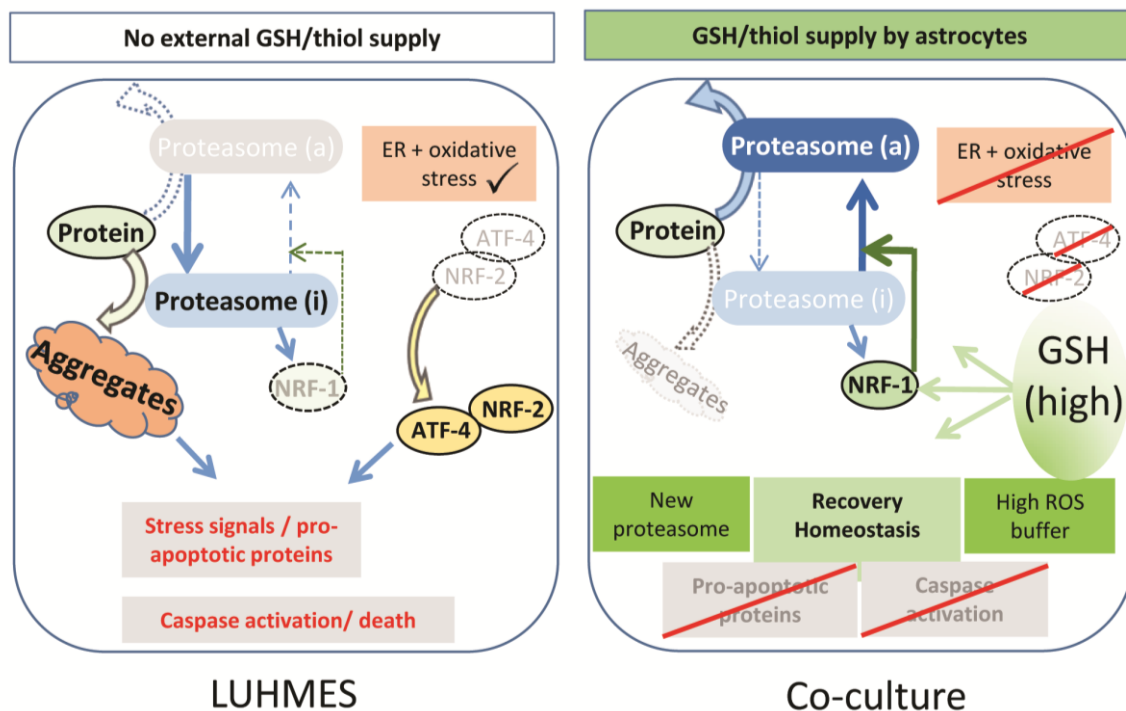 No external GSH/thiol supply
Proteasome (a)
ER + oxidative
stress ✓
Protein
ATF-4
NRF-2
Proteasome (i)
Aggregates
NRF-1
NRF-2
ATF-4
Stress signals / pro-
apoptotic proteins
Caspase activation/ death
LUHMES
GSH/thiol supply by astrocytes
Proteasome (a)
ER + oxidative
stress
Protein
ATF-4
NRF-2
Proteasome (i)
Aggregates
NRF-1
GSH
(high)
New
proteasome
Recovery
Homeostasis
High ROS
buffer
Pro-apoptotic
proteins
Caspase
activation
Co-culture